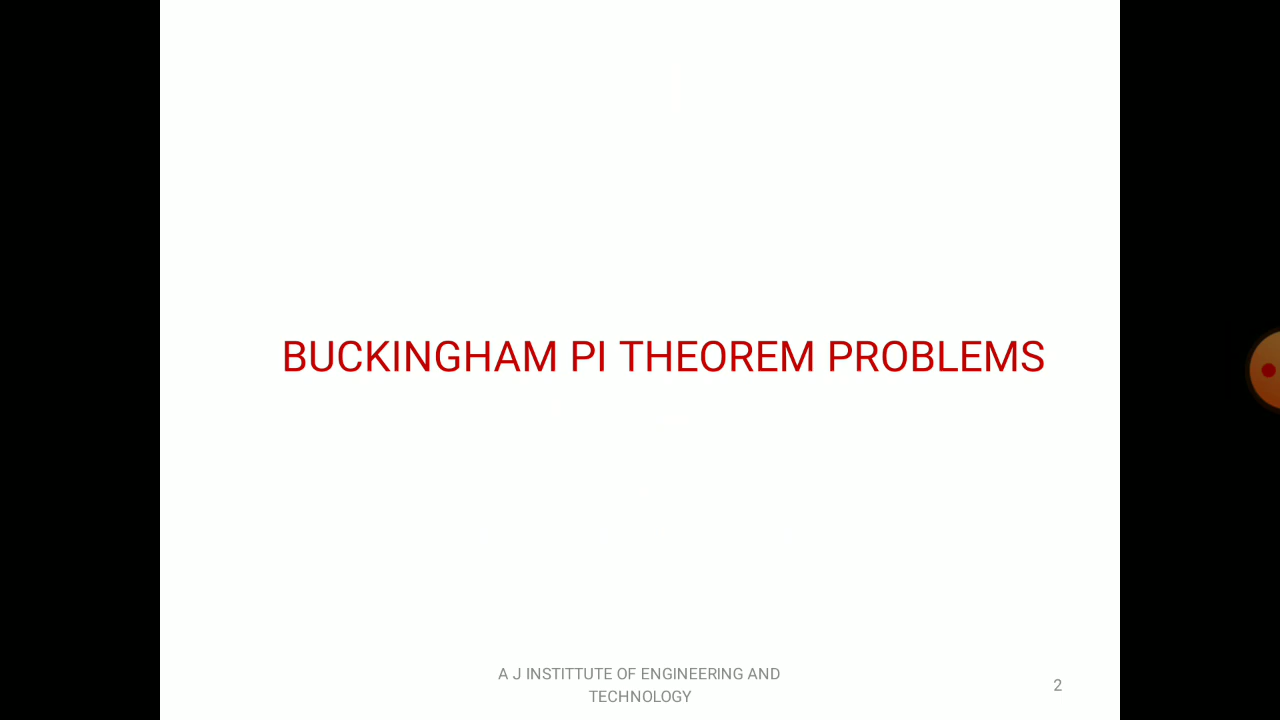 BUCKINGHAM PI THEOREM PROBLEMS
A J INSTITTUTE OF ENGINEERING AND
TECHNOLOGY
2